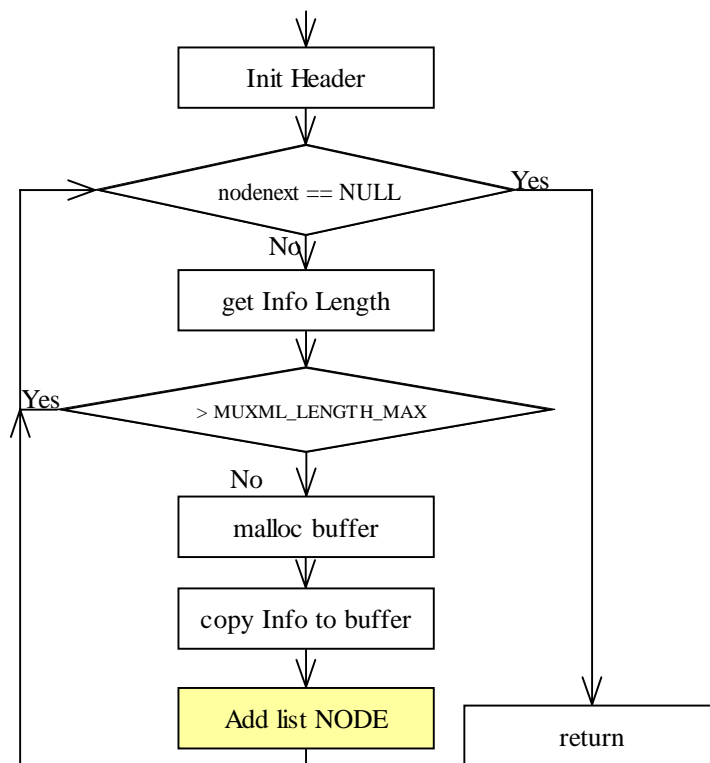 Init Header
nodenext == NULL
Yes
No
get Info Length
Yes
> MUXML_LENGTH_MAX
No
malloc buffer
copy Info to buffer
Add list NODE
return